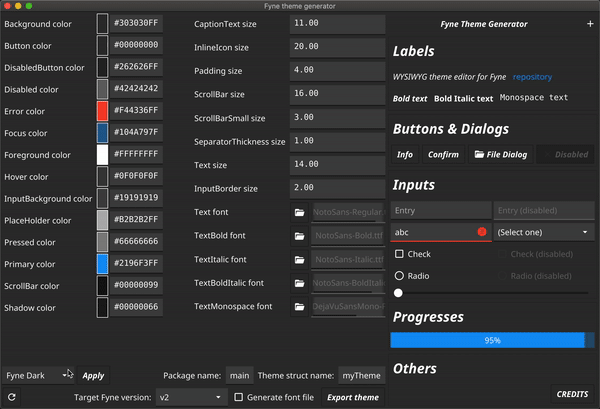 Fyne theme generator
Background color #303030FF
Button color #00000000
DisabledButton color #262626FF
Disabled color #42424242
Error color #F44336FF
Focus color #104A797F
Foreground color #FFFFFFFF
Hover color #0F0F0F0F
InputBackground color #19191919
PlaceHolder color #B2B2B2FF
Pressed color #66666666
Primary color #2196F3FF
ScrollBar color #00000099
Shadow color #00000066
CaptionText size 11.00
InlineIcon size 20.00
Padding size 4.00
ScrollBar size 16.00
ScrollBarSmall size 3.00
SeparatorThickness size 1.00
Text size 14.00
InputBorder size 2.00
Text font NotoSans-Regular
TextBold font NotoSans-Bold.ttf
TextItalic font NotoSans-Italic.ttf
TextBoldItalic font NotoSans-BoldItali
TextMonospace font DejaVuSansMono-
Fyne Dark Apply Package name: main Theme struct name: myTheme
Target Fyne version: v2 Generate font file Export theme
Fyne Theme Generator +
Labels
WYSIWYG theme editor for Fyne repository
Bold text Bold Italic text Monospace text
Buttons & Dialogs
Info Confirm File Dialog Disabled
Inputs
Entry Entry (disabled)
abc (Select one)
Check Check (disabled)
Radio Radio (disabled)
Progresses
95%
Others
CREDITS